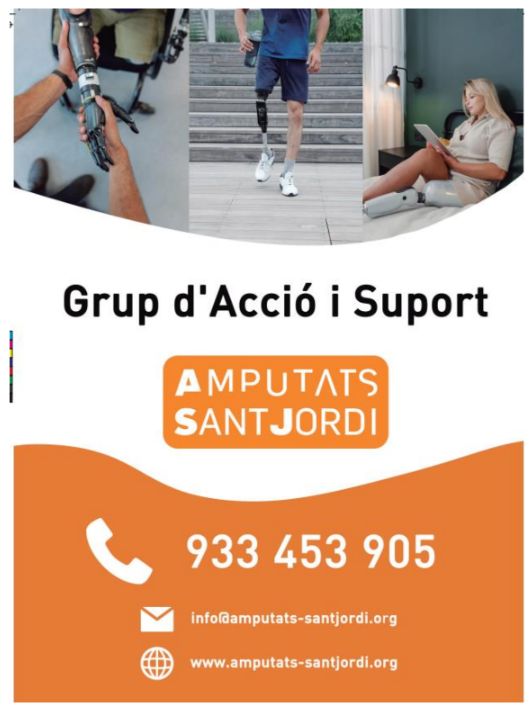 Grup d'Acció i Suport
AMPUTATS
SANTJORDI
933 453 905
info@amputats-santjordi.org
www.amputats-santjordi.org